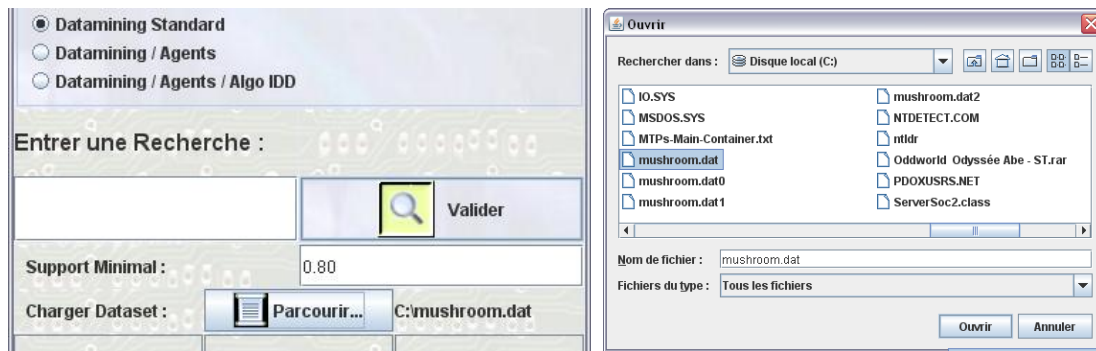 Datamining Standard
Datamining / Agents
Datamining / Agents / Algo IDD
Entrer une Recherche :
Valider
Support Minimal :
0.80
Charger Dataset :
Parcourir...
C:\mushroom.dat
Ouvrir
Rechercher dans :
Disque local (C:)
IO.SYS
MSDOS.SYS
MTPs-Main-Container.txt
mushroom.dat
mushroom.dat0
mushroom.dat1
mushroom.dat2
NTDETECT.COM
ntldr
Oddworld Odyssée Abe - ST.rar
PDOXUSRS.NET
ServerSoc2.class
Nom de fichier :
mushroom.dat
Fichiers du type :
Tous les fichiers
Ouvrir
Annuler